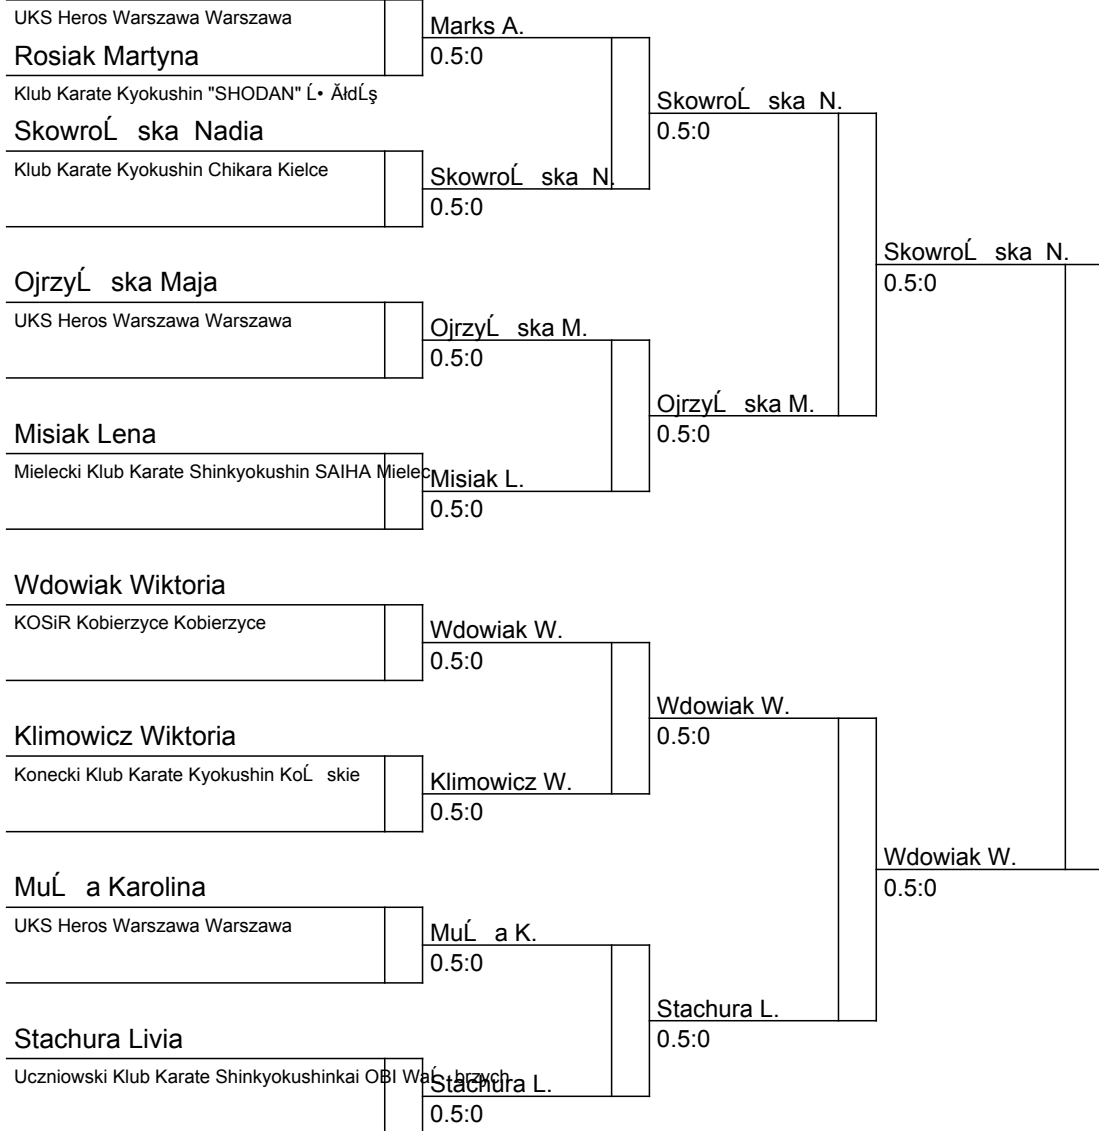 UKS Heros Warszawa Warszawa
Marks A.
0.5:0
Rosiak Martyna
Klub Karate Kyokushin "SHODAN" Ĺ• ĂłdĹş
SkowroĹ ska Nadia
Klub Karate Kyokushin Chikara Kielce
SkowroĹ ska N.
0.5:0
SkowroĹ ska N.
0.5:0
OjrzyĹ ska Maja
UKS Heros Warszawa Warszawa
OjrzyĹ ska M.
0.5:0
SkowroĹ ska N.
0.5:0
Misiak Lena
Mielecki Klub Karate Shinkyokushin SAIHA Mielec
Misiak L.
0.5:0
OjrzyĹ ska M.
0.5:0
Wdowiak Wiktoria
KOSiR Kobierzyce Kobierzyce
Wdowiak W.
0.5:0
Klimowicz Wiktoria
Konecki Klub Karate Kyokushin KoĹ skie
Klimowicz W.
0.5:0
Wdowiak W.
0.5:0
MuĹ a Karolina
UKS Heros Warszawa Warszawa
MuĹ a K.
0.5:0
Wdowiak W.
0.5:0
Stachura Livia
Uczniowski Klub Karate Shinkyokushinkai OBI WaĹ brzych
Stachura L.
0.5:0
Stachura L.
0.5:0